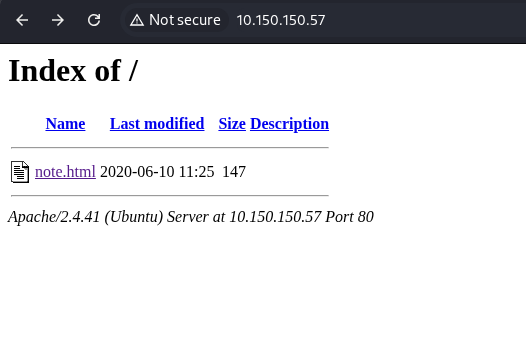 Not secure 10.150.150.57
Index of /
Name Last modified Size Description
note.html 2020-06-10 11:25 147
Apache/2.4.41 (Ubuntu) Server at 10.150.150.57 Port 80